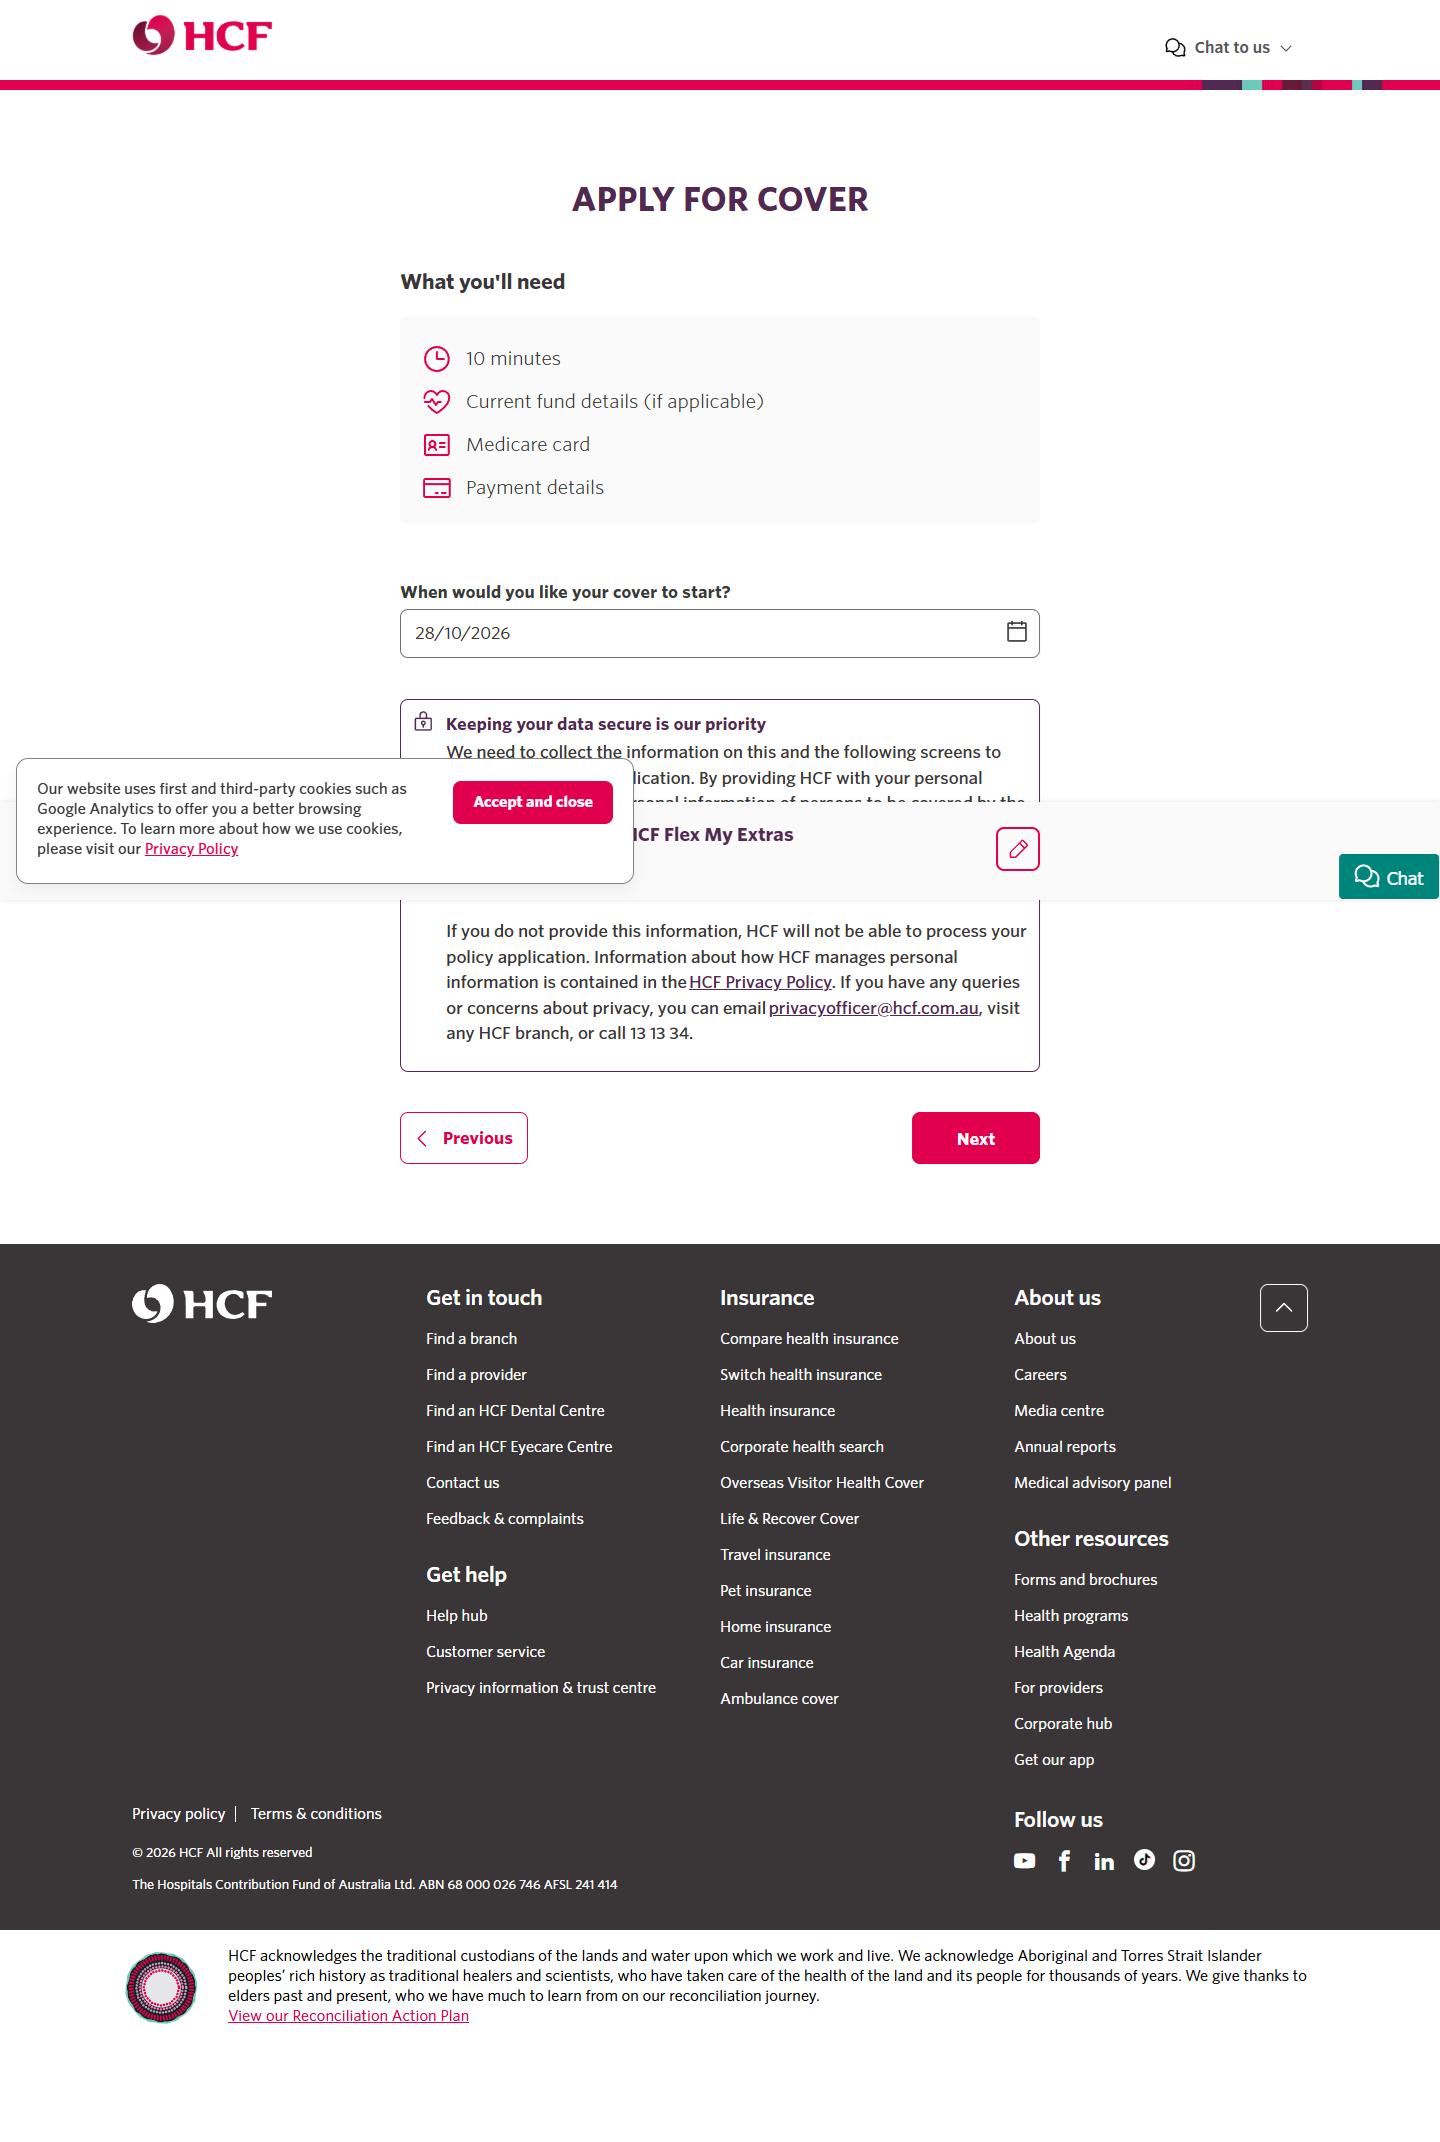 HCF
Chat to us
APPLY FOR COVER
What you'll need
10 minutes
Current fund details (if applicable)
Medicare card
Payment details
When would you like your cover to start?
28/10/2026
Keeping your data secure is our priority
We need to collect the information on this and the following screens to
lication. By providing HCF with your personal
Our website uses first and third-party cookies such as
Google Analytics to offer you a better browsing
experience. To learn more about how we use cookies,
please visit our Privacy Policy
Accept and close
HCF Flex My Extras
Chat
If you do not provide this information, HCF will not be able to process your
policy application. Information about how HCF manages personal
information is contained in the HCF Privacy Policy. If you have any queries
or concerns about privacy, you can email privacyofficer@hcf.com.au, visit
any HCF branch, or call 13 13 34.
Previous
Next
HCF
Get in touch
Find a branch
Find a provider
Find an HCF Dental Centre
Find an HCF Eyecare Centre
Contact us
Feedback & complaints
Get help
Help hub
Customer service
Privacy information & trust centre
Insurance
Compare health insurance
Switch health insurance
Health insurance
Corporate health search
Overseas Visitor Health Cover
Life & Recover Cover
Travel insurance
Pet insurance
Home insurance
Car insurance
Ambulance cover
About us
About us
Careers
Media centre
Annual reports
Medical advisory panel
Other resources
Forms and brochures
Health programs
Health Agenda
For providers
Corporate hub
Get our app
Follow us
Privacy policy
Terms & conditions
© 2026 HCF All rights reserved
The Hospitals Contribution Fund of Australia Ltd. ABN 68 000 026 746 AFSL 241 414
HCF acknowledges the traditional custodians of the lands and water upon which we work and live. We acknowledge Aboriginal and Torres Strait Islander
peoples’ rich history as traditional healers and scientists, who have taken care of the health of the land and its people for thousands of years. We give thanks to
elders past and present, who we have much to learn from on our reconciliation journey.
View our Reconciliation Action Plan